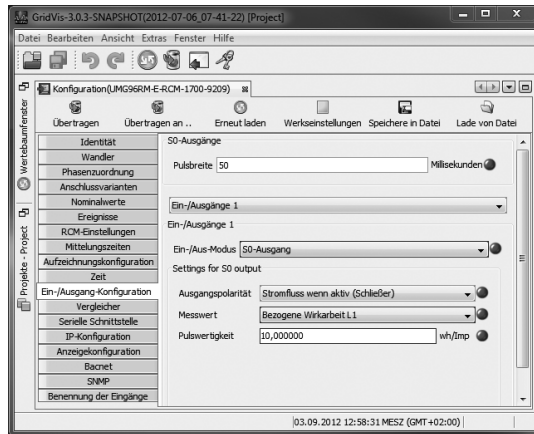 GridVis-3.0.3-SNAPSHOT(2012-07-06_07-41-22) [Project]
Datei Bearbeiten Ansicht Extras Fenster Hilfe
Konfiguration(UMG96RM-E-RCM-1700-9209)
Übertragen Übertragen an .. Erneut laden Werkseinstellungen Speichere in Datei Lade von Datei
Wertebaumfenster
Projekte - Project
Identität
Wandler
Phasenzuordnung
Anschlussvarianten
Nominalwerte
Ereignisse
RCM-Einstellungen
Mittelungszeiten
Aufzeichnungskonfiguration
Zeit
Ein-/Ausgang-Konfiguration
Vergleicher
Serielle Schnittstelle
IP-Konfiguration
Anzeigekonfiguration
Bacnet
SNMP
Benennung der Eingänge
S0-Ausgänge
Pulsbreite 50 Millisekunden
Ein-/Ausgänge 1
Ein-/Ausgänge 1
Ein-/Aus-Modus S0-Ausgang
Settings for S0 output
Ausgangspolarität Stromfluss wenn aktiv (Schließer)
Messwert Bezogene Wirkarbeit L1
Pulswertigkeit 10,000000 wh/Imp
03.09.2012 12:58:31 MESZ (GMT+02:00)